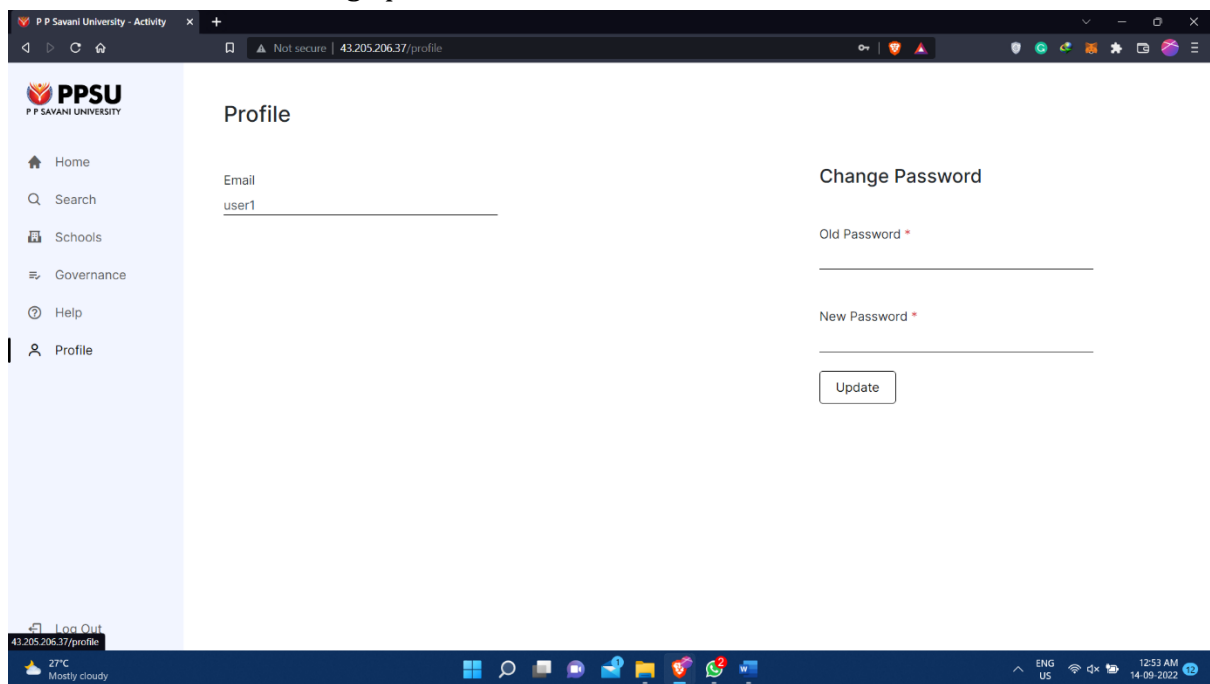 P P Savani University - Activity
Not secure | 43.205.206.37/profile
PPSU
P P SAVANI UNIVERSITY
Profile
Home
Search
Schools
Governance
Help
Profile
Email
user1
Change Password
Old Password *
New Password *
Update
Log Out
43.205.206.37/profile
27°C
Mostly cloudy
2
W
ENG
US
12:53 AM
14-09-2022
12